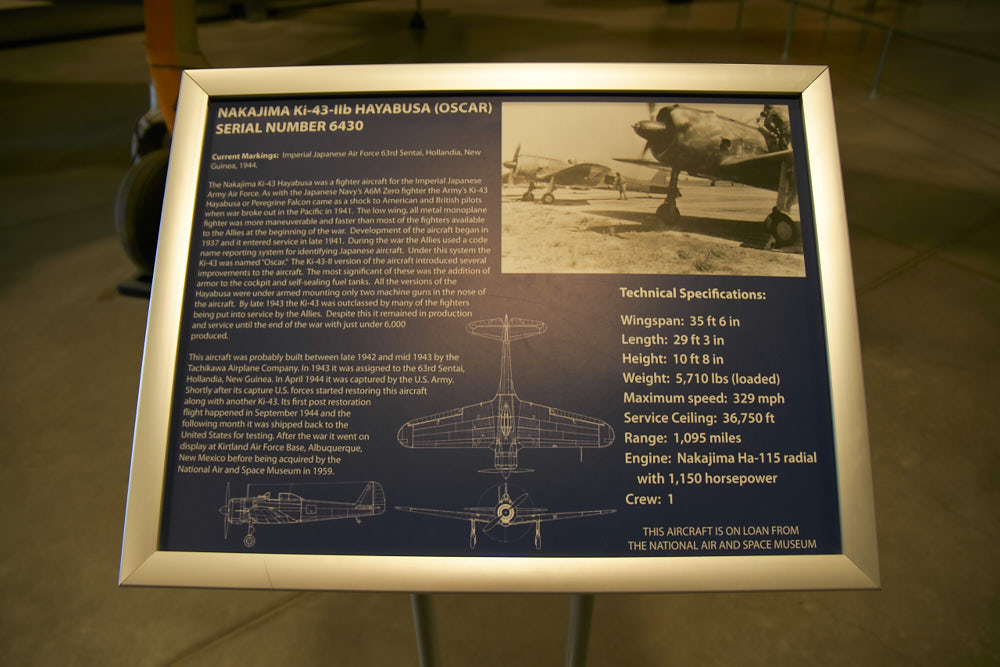 NAKAJIMA Ki-43-IIb HAYABUSA (OSCAR)
SERIAL NUMBER 6430
Current Markings: Imperial Japanese Air Force 63rd Sentai, Hollandia, New
Guinea, 1944.
The Nakajima Ki-43 Hayabusa was a fighter aircraft for the Imperial Japanese
Army Air Force. As with the Japanese Navy's A6M Zero fighter the Army's Ki-43
Hayabusa or Peregrine Falcon came as a shock to American and British pilots
when war broke out in the Pacific in 1941. The low wing, all metal monoplane
fighter was more maneuverable and faster than most of the fighters available
to the Allies at the beginning of the war. Development of the aircraft began in
1937 and it entered service in late 1941. During the war the Allies used a code
name reporting system for identifying Japanese aircraft. Under this system the
Ki-43 was named "Oscar." The Ki-43-II version of the aircraft introduced several
improvements to the aircraft. The most significant of these was the addition of
armor to the cockpit and self-sealing fuel tanks. All the versions of the
Hayabusa were under armed mounting only two machine guns in the nose of
the aircraft. By late 1943 the Ki-43 was outclassed by many of the fighters
being put into service by the Allies. Despite this it remained in production
and service until the end of the war with just under 6,000
produced.
This aircraft was probably built between late 1942 and mid 1943 by the
Tachikawa Airplane Company. In 1943 it was assigned to the 63rd Sentai,
Hollandia, New Guinea. In April 1944 it was captured by the U.S. Army.
Shortly after its capture U.S. forces started restoring this aircraft
along with another Ki-43. Its first post restoration
flight happened in September 1944 and the
following month it was shipped back to the
United States for testing. After the war it went on
display at Kirtland Air Force Base, Albuquerque,
New Mexico before being acquired by the
National Air and Space Museum in 1959.
Technical Specifications:
Wingspan: 35 ft 6 in
Length: 29 ft 3 in
Height: 10 ft 8 in
Weight: 5,710 lbs (loaded)
Maximum speed: 329 mph
Service Ceiling: 36,750 ft
Range: 1,095 miles
Engine: Nakajima Ha-115 radial
with 1,150 horsepower
Crew: 1
THIS AIRCRAFT IS ON LOAN FROM
THE NATIONAL AIR AND SPACE MUSEUM